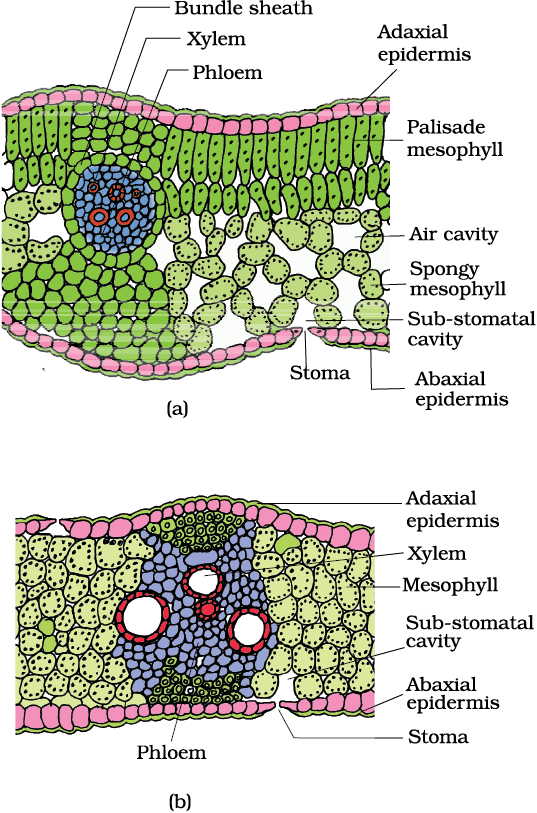 Bundle sheath
Xylem
Phloem
Adaxial
epidermis
Palisade
mesophyll
Air cavity
Spongy
mesophyll
Sub-stomatal
cavity
Stoma
Abaxial
epidermis
(a)
Adaxial
epidermis
Xylem
Mesophyll
Sub-stomatal
cavity
Abaxial
epidermis
Stoma
Phloem
(b)